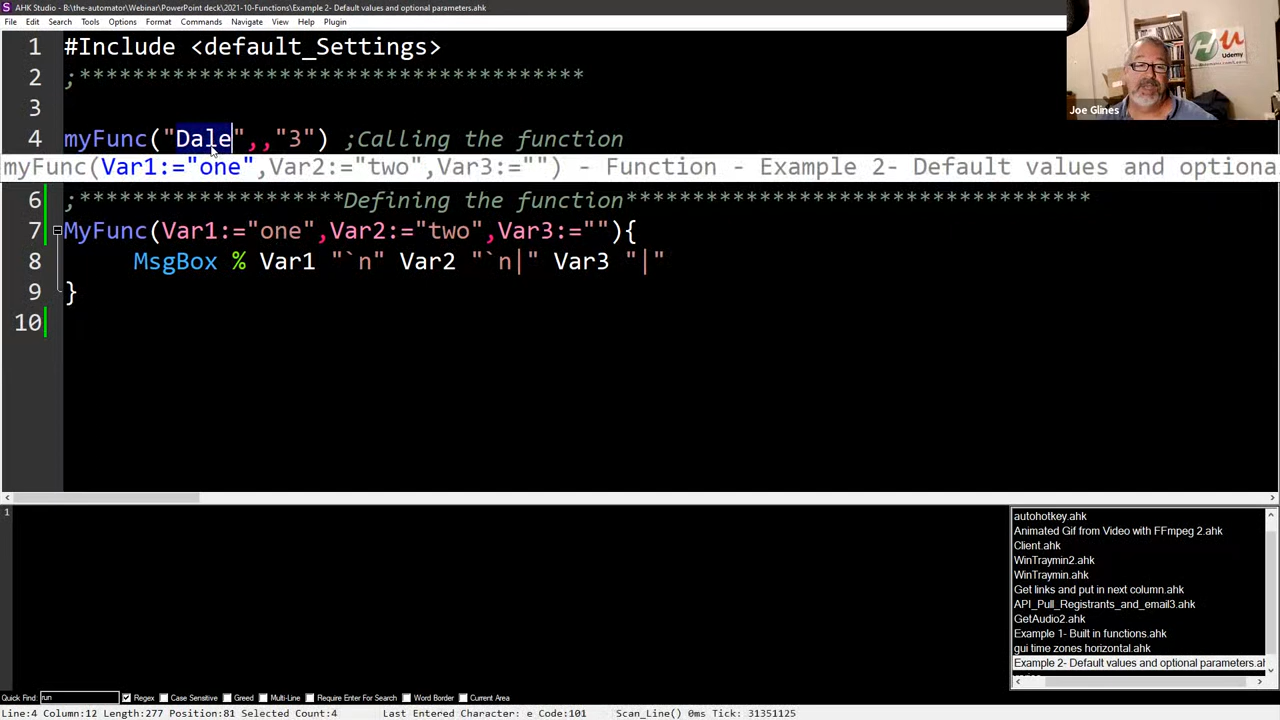 AHK Studio - B:\the-automator\Webinar\PowerPoint deck\2021-10-Functions\Example 2- Default values and optional parameters.ahk
File Edit Search Tools Options Format Commands Navigate View Help Plugin
1 #Include <default_Settings>
2 ;**************************************
3
4 myFunc("Dale",,"3") ;Calling the function
myFunc(Var1:="one",Var2:="two",Var3:="") - Function - Example 2- Default values and optiona
6 ;********************Defining the function***********************************
7 MyFunc(Var1:="one",Var2:="two",Var3:=""){
8 MsgBox % Var1 "`n" Var2 "`n|" Var3 "|"
9 }
10
Joe Glines
Udemy
1
autohotkey.ahk
Animated Gif from Video with FFmpeg 2.ahk
Client.ahk
WinTraymin2.ahk
WinTraymin.ahk
Get links and put in next column.ahk
API_Pull_Registrants_and_email3.ahk
GetAudio2.ahk
Example 1- Built in functions.ahk
gui time zones horizontal.ahk
Example 2- Default values and optional parameters.ah
Quick Find: run Regex Case Sensitive Greed Multi-Line Require Enter For Search Word Border Current Area
Line:4 Column:12 Length:277 Position:81 Selected Count:4 Last Entered Character: e Code:101 Scan_Line() 0ms Tick: 31351125